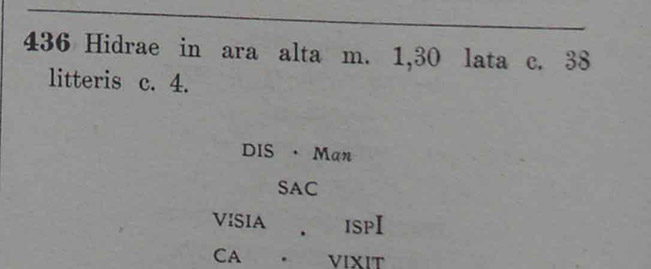 436 Hidrae in ara alta m. 1,30 lata c. 38
litteris c. 4.
DIS · Man
SAC
VISIA . ISPI
CA · VIXIT